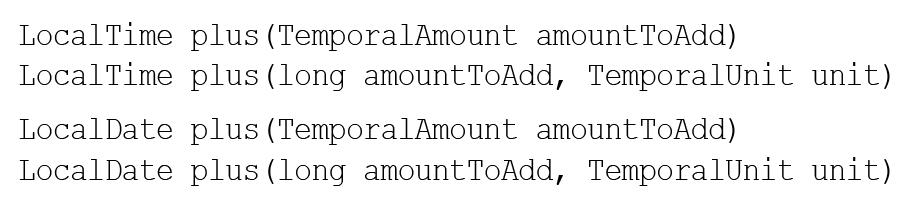 LocalTime plus(TemporalAmount amountToAdd)
LocalTime plus(long amountToAdd, TemporalUnit unit)
LocalDate plus(TemporalAmount amountToAdd)
LocalDate plus(long amountToAdd, TemporalUnit unit)